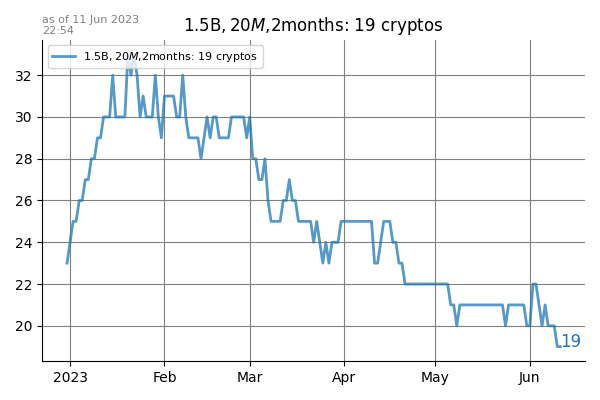 as of 11 Jun 2023
22:54
1.5B, 20M,2months: 19 cryptos
1.5B, 20M,2months: 19 cryptos
32
30
28
26
24
22
20
19
2023 Feb Mar Apr May Jun